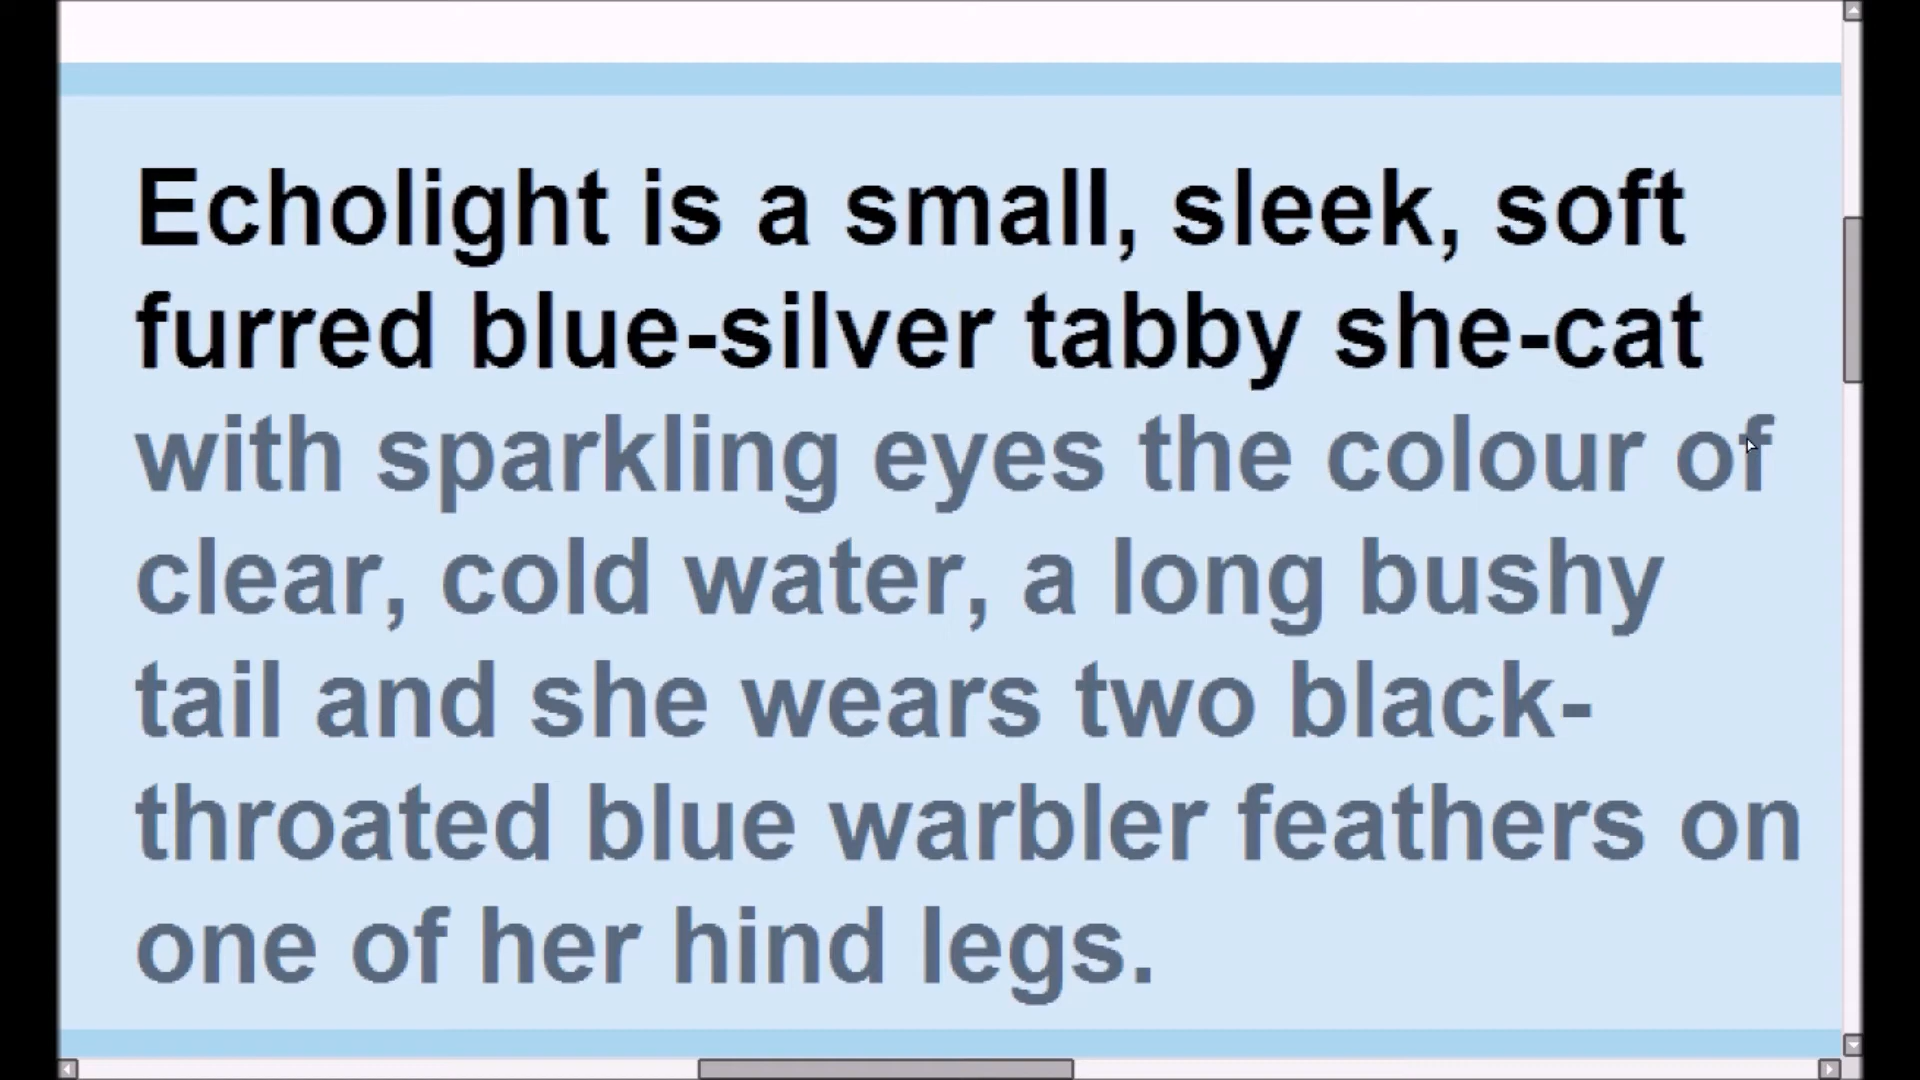 Echolight is a small, sleek, soft
furred blue-silver tabby she-cat
with sparkling eyes the colour of
clear, cold water, a long bushy
tail and she wears two black-
throated blue warbler feathers on
one of her hind legs.